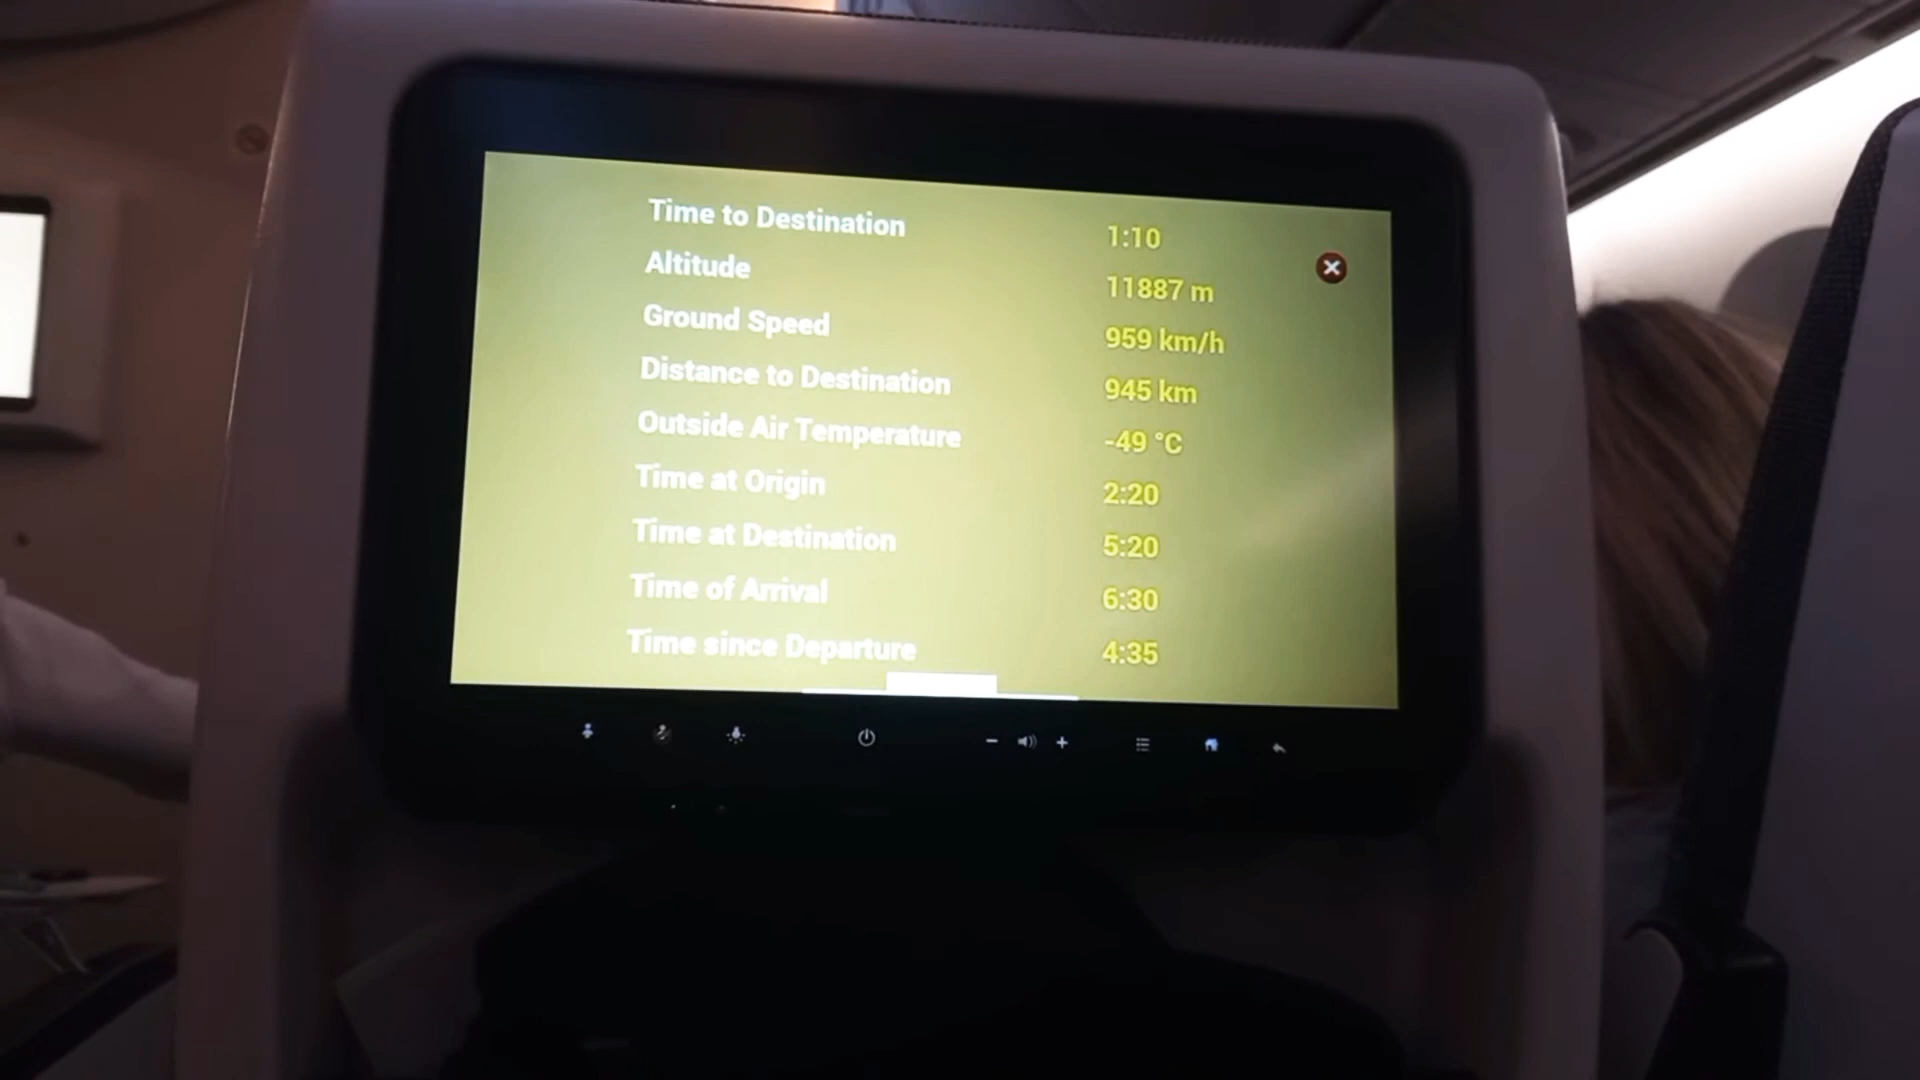 Time to Destination 1:10
Altitude 11887 m
Ground Speed 959 km/h
Distance to Destination 945 km
Outside Air Temperature -49 °C
Time at Origin 2:20
Time at Destination 5:20
Time of Arrival 6:30
Time since Departure 4:35